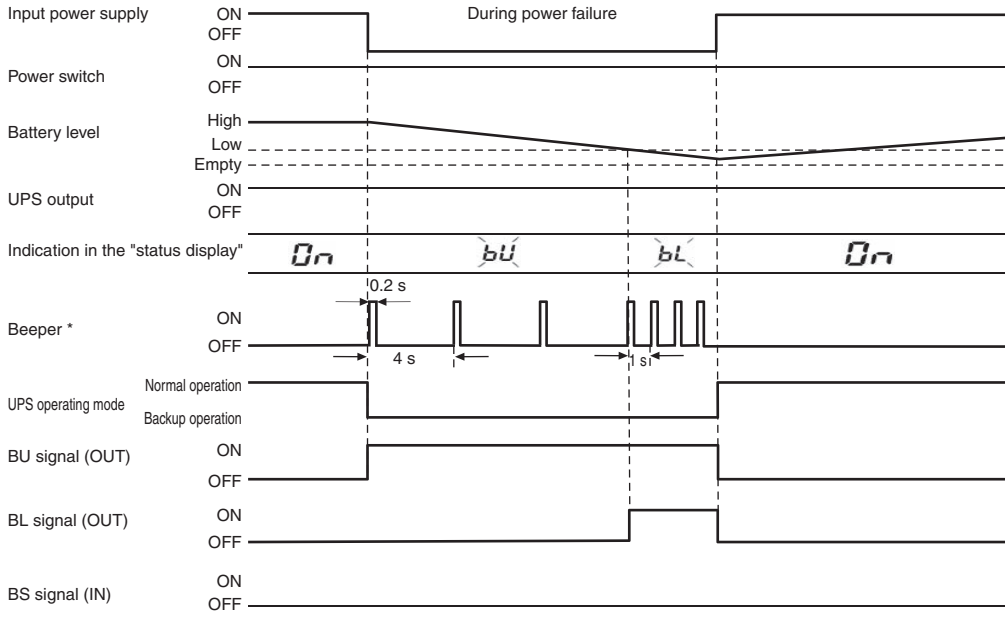 Input power supply ON During power failure
OFF
ON
Power switch
OFF
High
Battery level
Low
Empty
ON
UPS output
OFF
Indication in the "status display" On bU bL On
0.2 s
ON
Beeper *
OFF
4 s 1 s
Normal operation
UPS operating mode
Backup operation
BU signal (OUT) ON
OFF
BL signal (OUT) ON
OFF
ON
BS signal (IN)
OFF